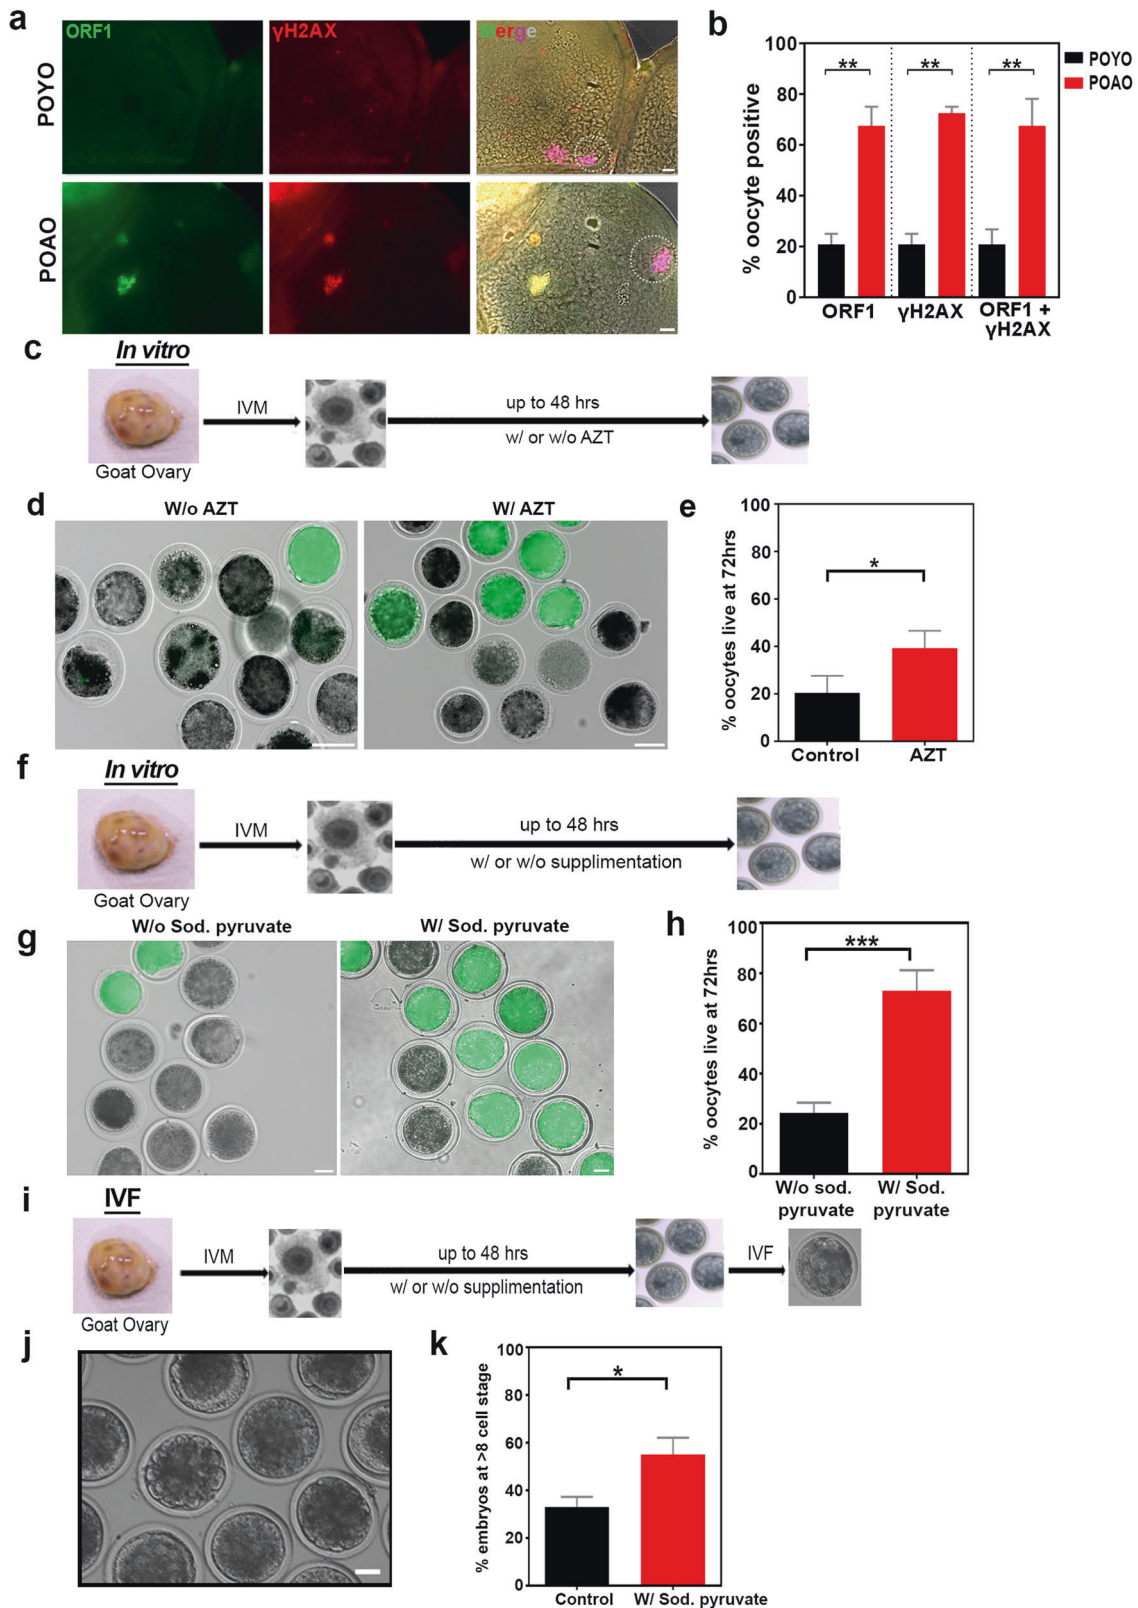 a
ORF1
γH2AX
Merge
POYO
POAO
b
% oocyte positive
100
80
60
40
20
0
**
**
**
ORF1
γH2AX
ORF1 +
γH2AX
POYO
POAO
c
In vitro
Goat Ovary
IVM
up to 48 hrs
w/ or w/o AZT
d
W/o AZT
W/ AZT
e
% oocytes live at 72hrs
100
80
60
40
20
0
*
Control
AZT
f
In vitro
Goat Ovary
IVM
up to 48 hrs
w/ or w/o supplimentation
g
W/o Sod. pyruvate
W/ Sod. pyruvate
h
% oocytes live at 72hrs
100
80
60
40
20
0
***
W/o sod.
pyruvate
W/ Sod.
pyruvate
i
IVF
Goat Ovary
IVM
up to 48 hrs
w/ or w/o supplimentation
IVF
j
k
% embryos at >8 cell stage
100
80
60
40
20
0
*
Control
W/ Sod. pyruvate